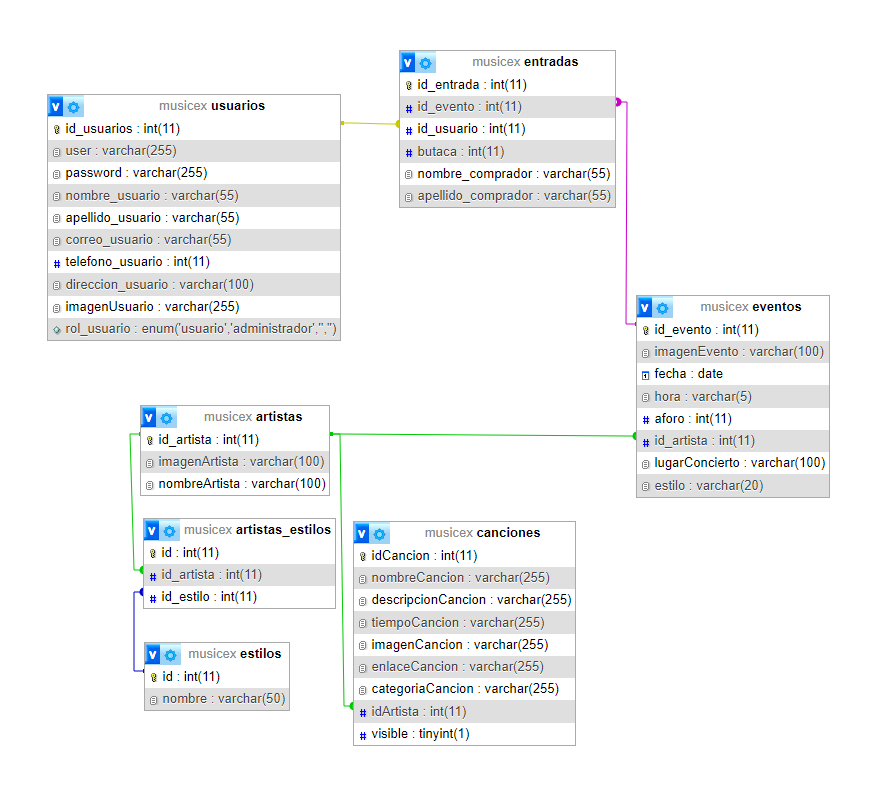 musicex usuarios
id_usuarios : int(11)
user : varchar(255)
password : varchar(255)
nombre_usuario : varchar(55)
apellido_usuario : varchar(55)
correo_usuario : varchar(55)
telefono_usuario : int(11)
direccion_usuario : varchar(100)
imagenUsuario : varchar(255)
rol_usuario : enum('usuario','administrador','','')
musicex entradas
id_entrada : int(11)
id_evento : int(11)
id_usuario : int(11)
butaca : int(11)
nombre_comprador : varchar(55)
apellido_comprador : varchar(55)
musicex eventos
id_evento : int(11)
imagenEvento : varchar(100)
fecha : date
hora : varchar(5)
aforo : int(11)
id_artista : int(11)
lugarConcierto : varchar(100)
estilo : varchar(20)
musicex artistas
id_artista : int(11)
imagenArtista : varchar(100)
nombreArtista : varchar(100)
musicex artistas_estilos
id : int(11)
id_artista : int(11)
id_estilo : int(11)
musicex estilos
id : int(11)
nombre : varchar(50)
musicex canciones
idCancion : int(11)
nombreCancion : varchar(255)
descripcionCancion : varchar(255)
tiempoCancion : varchar(255)
imagenCancion : varchar(255)
enlaceCancion : varchar(255)
categoriaCancion : varchar(255)
idArtista : int(11)
visible : tinyint(1)